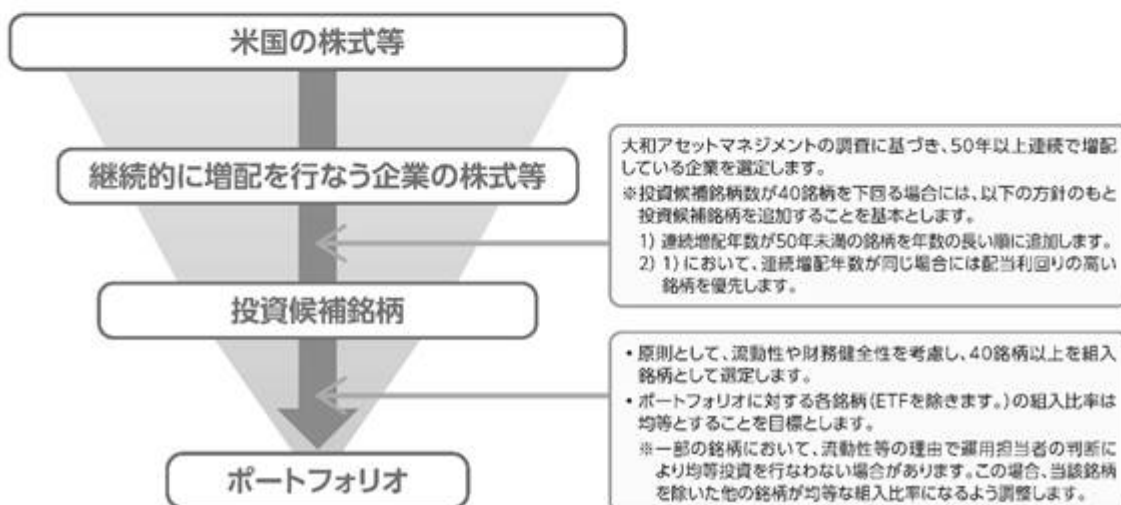 米国の株式等
継続的に増配を行なう企業の株式等
大和アセットマネジメントの調査に基づき、50年以上連続で増配
している企業を選定します。
※投資候補銘柄数が40銘柄を下回る場合には、以下の方針のもと
投資候補銘柄を追加することを基本とします。
1) 連続増配年数が50年未満の銘柄を年数の長い順に追加します。
2) 1)において、連続増配年数が同じ場合には配当利回りの高い
銘柄を優先します。
投資候補銘柄
• 原則として、流動性や財務健全性を考慮し、40銘柄以上を組入
銘柄として選定します。
• ポートフォリオに対する各銘柄(ETFを除きます。)の組入比率は
均等とすることを目標とします。
※一部の銘柄において、流動性等の理由で運用担当者の判断に
より均等投資を行なわない場合があります。この場合、当該銘柄
を除いた他の銘柄が均等な組入比率になるよう調整します。
ポートフォリオ